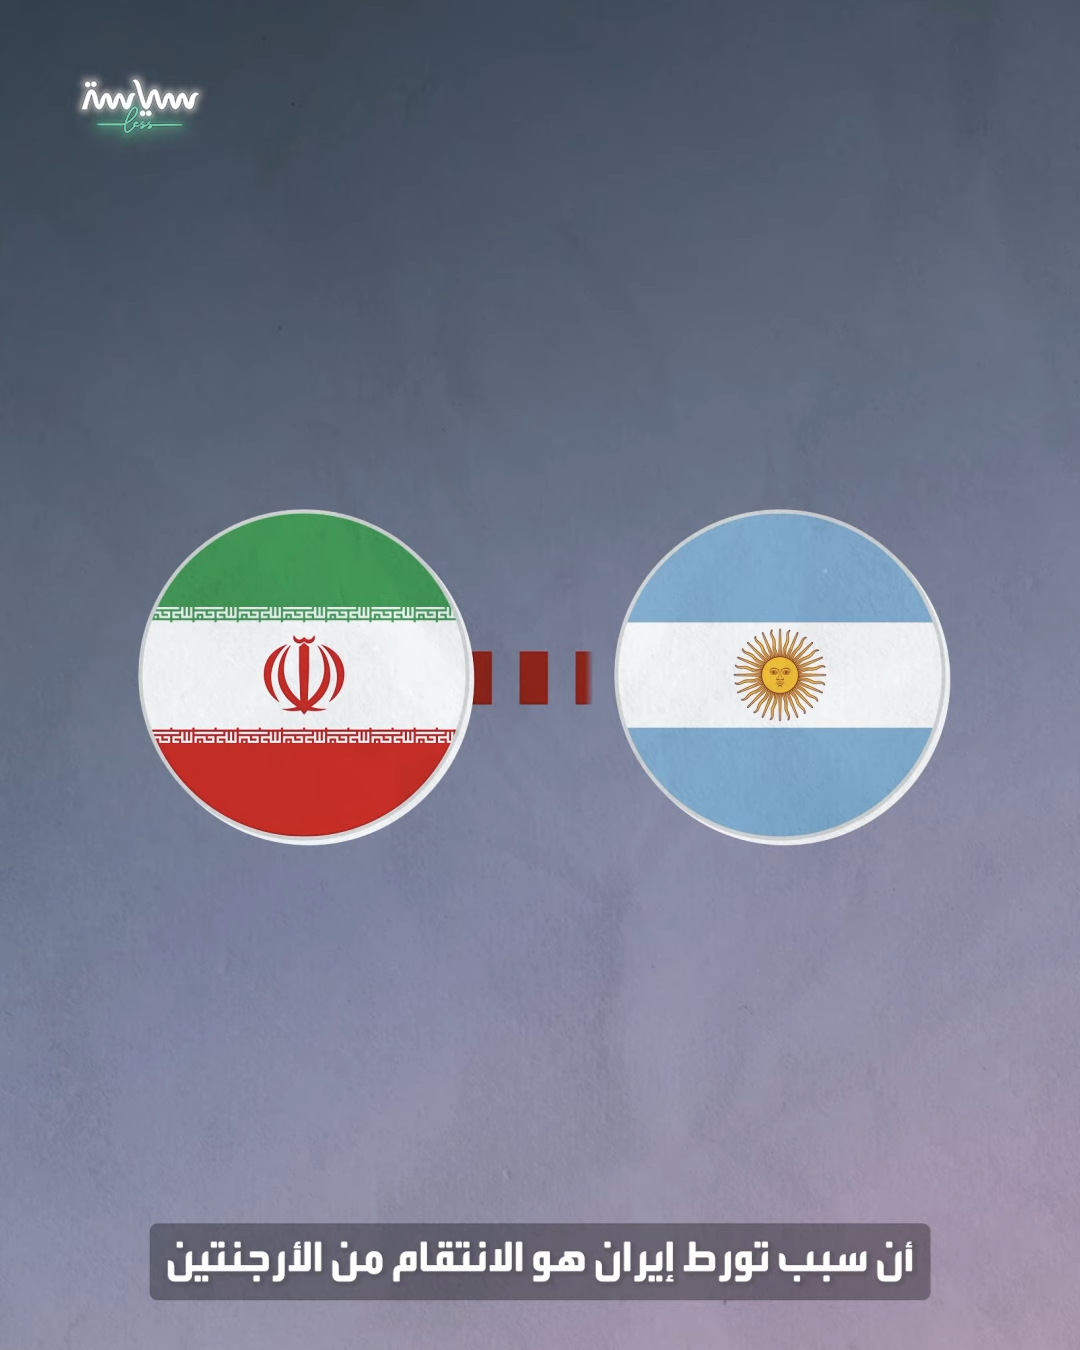 سياسة
less
أن سبب تورط إيران هو الانتقام من الأرجنتين